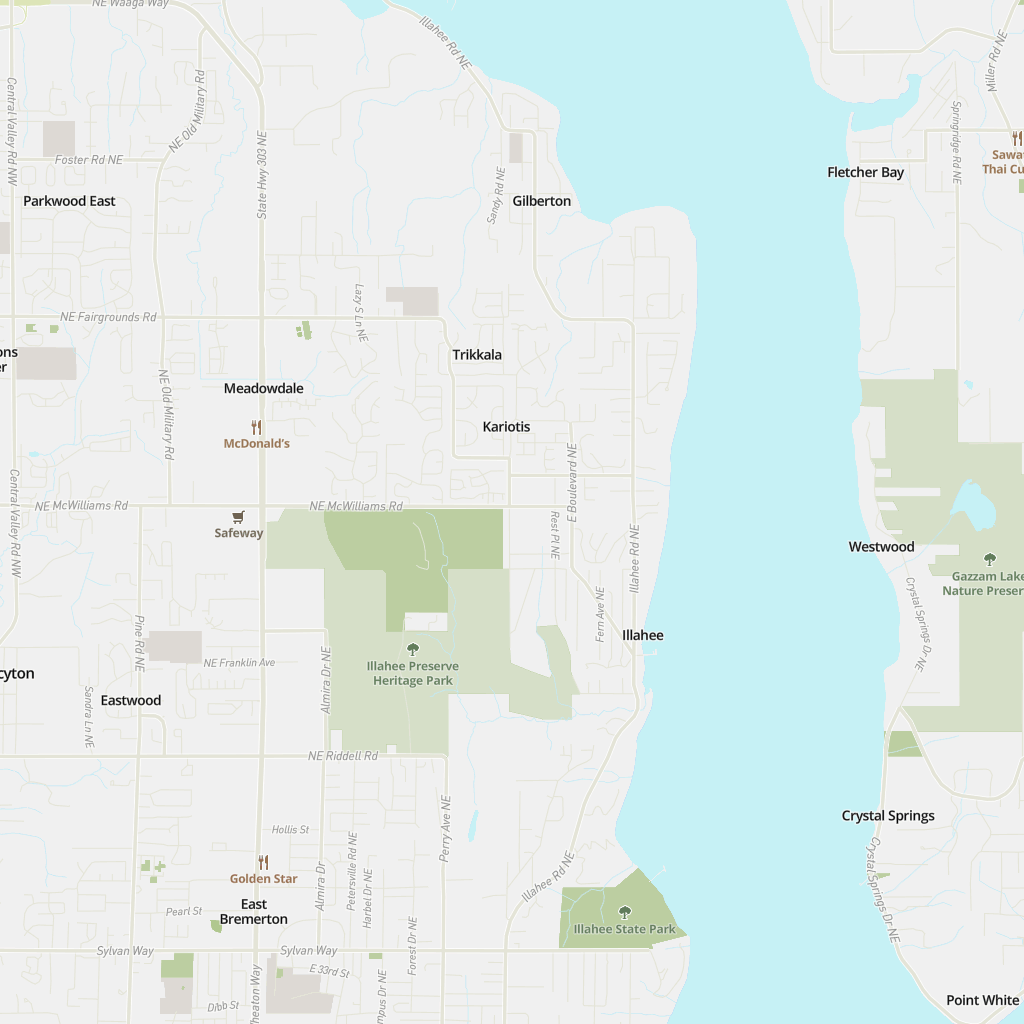 NE Waaga Way
Illahee Rd NE
Miller Rd NE
Central Valley Rd NW
NE Old Military Rd
State Hwy 303 NE
Springridge Rd NE
Foster Rd NE
Thai
Fletcher Bay
Sandy Rd NE
Parkwood East
Gilberton
Lazy S Ln NE
NE Fairgrounds Rd
Trikkala
Meadowdale
NE Old Military Rd
Kariotis
McDonald's
E Boulevard NE
Central Valley Rd NW
NE McWilliams Rd
NE McWilliams Rd
Safeway
Rest Pl NE
Illahee Rd NE
Westwood
Gazzam Lake
Nature Preser
Crystal Springs Dr NE
Fern Ave NE
Illahee
Pine Rd NE
NE Franklin Ave
Illahee Preserve
Heritage Park
Almira Dr NE
cyton
Eastwood
Sandra Ln NE
NE Riddell Rd
Perry Ave NE
Crystal Springs
Hollis St
Petersville Rd NE
Crystal Springs Dr NE
Golden Star
Almira Dr
Harbel Dr NE
Illahee Rd NE
East
Bremerton
Pearl St
Forest Dr NE
Illahee State Park
Sylvan Way
Sylvan Way
E 33rd St
Dibb St
Point White